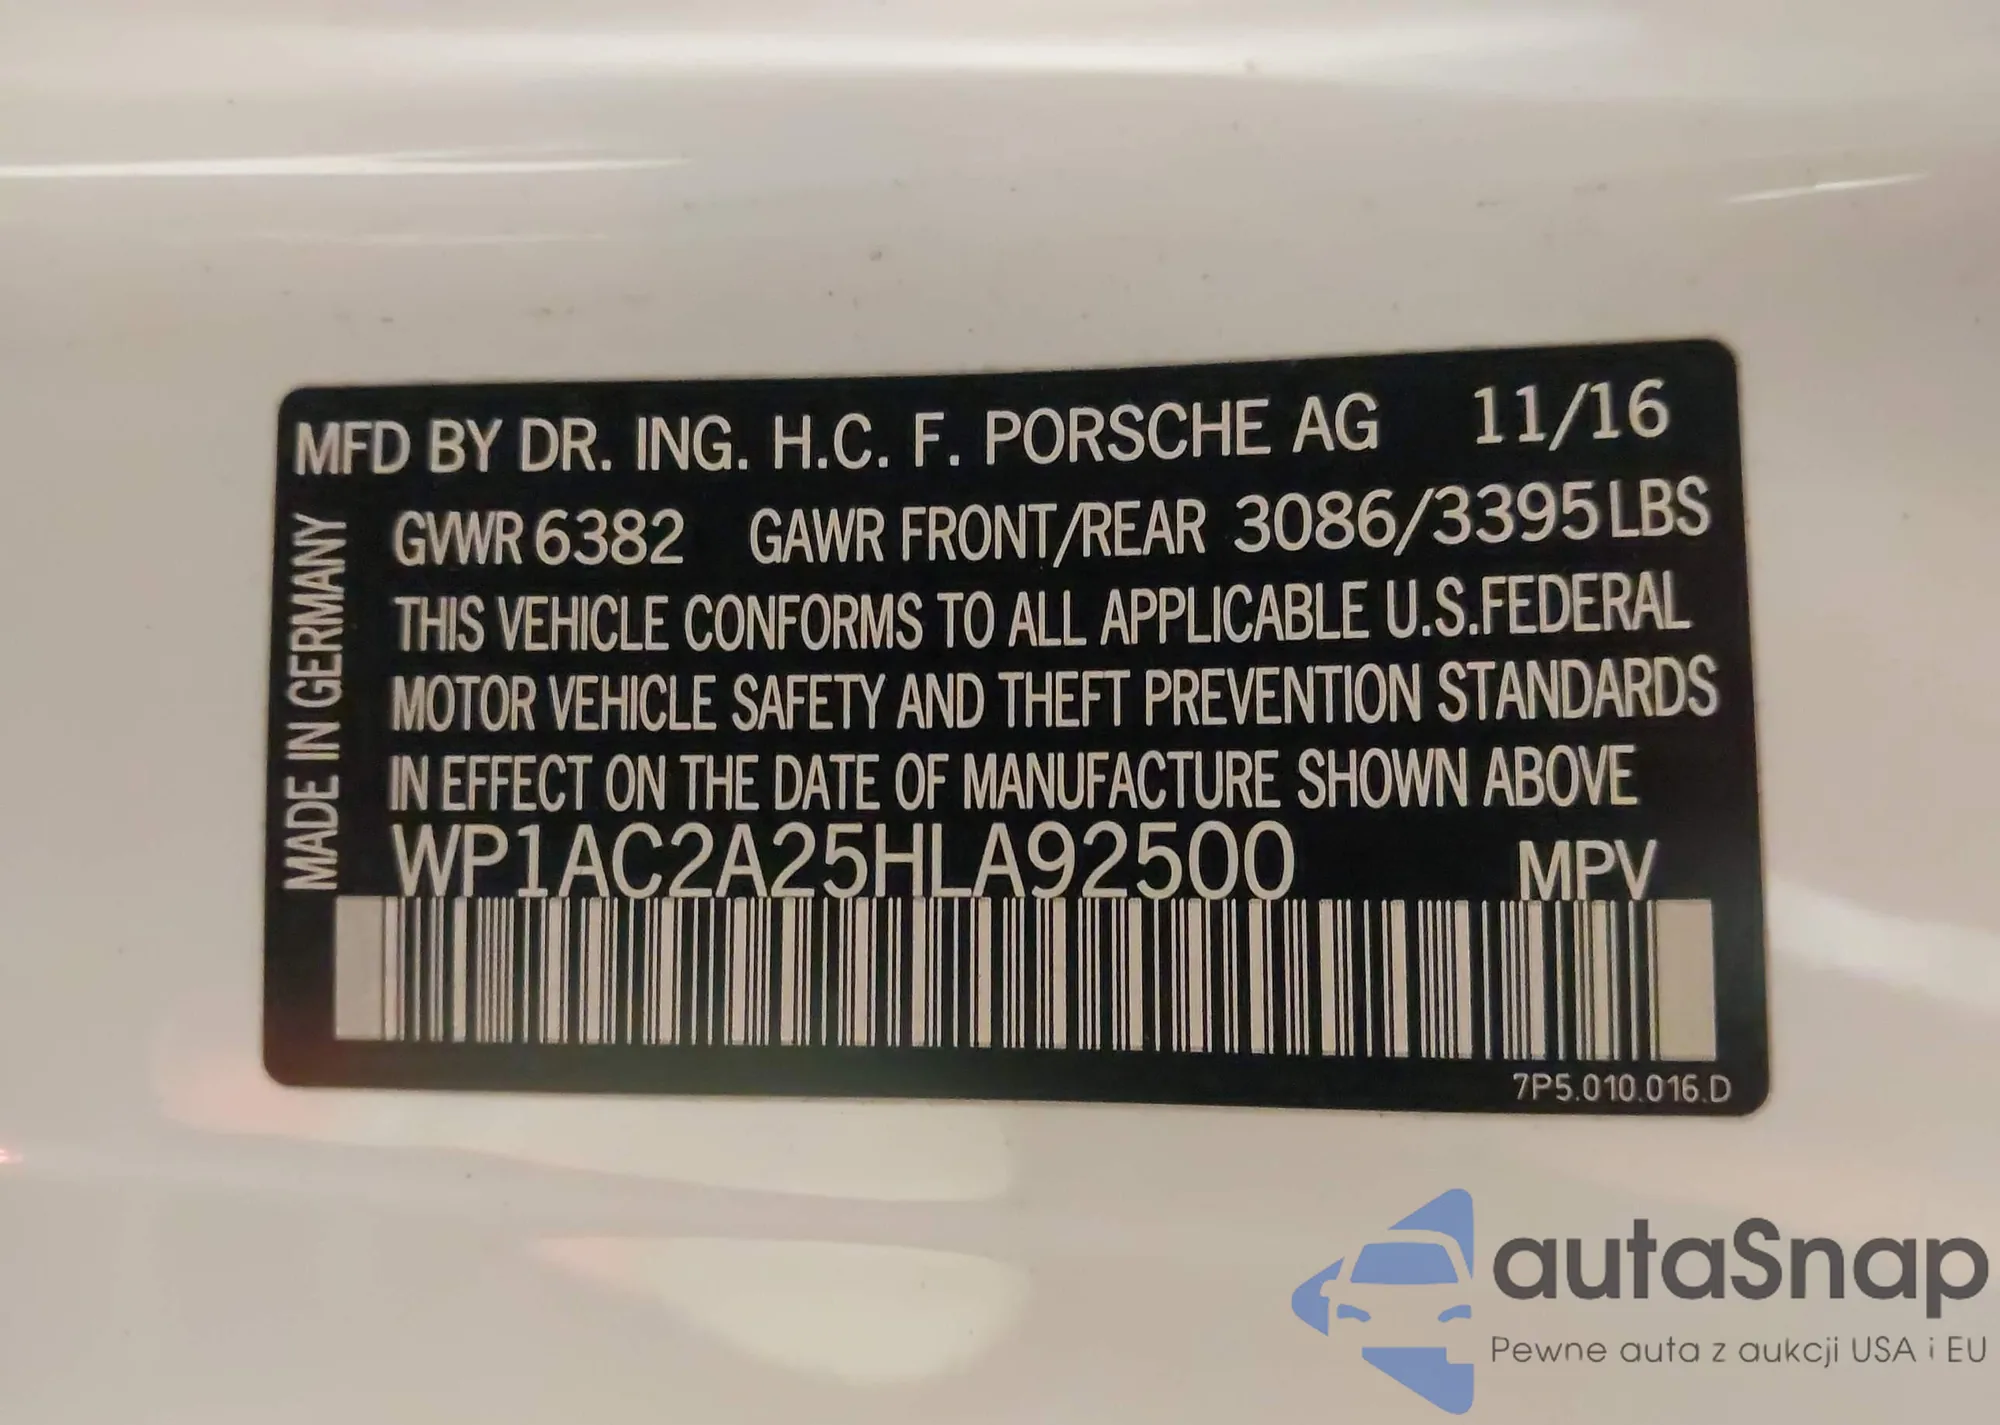 MFD BY DR. ING. H.C. F. PORSCHE AG 11/16
GVWR 6382 GAWR FRONT/REAR 3086/3395 LBS
THIS VEHICLE CONFORMS TO ALL APPLICABLE U.S.FEDERAL
MOTOR VEHICLE SAFETY AND THEFT PREVENTION STANDARDS
IN EFFECT ON THE DATE OF MANUFACTURE SHOWN ABOVE
WP1AC2A25HLA92500 MPV
MADE IN GERMANY
7P5.010.016.D
autaSnap
Pewne auta z aukcji USA i EU